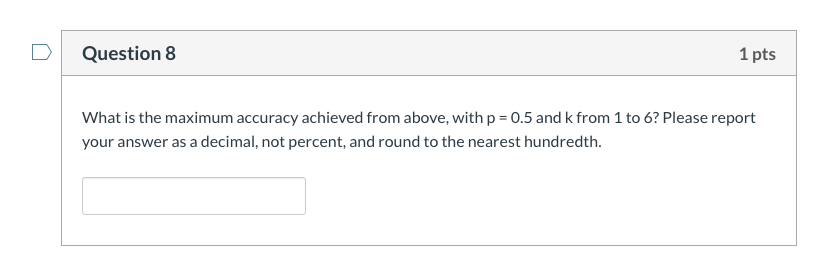 Question 8
1 pts
What is the maximum accuracy achieved from above, with p = 0.5 and k from 1 to 6? Please report
your answer as a decimal, not percent, and round to the nearest hundredth.